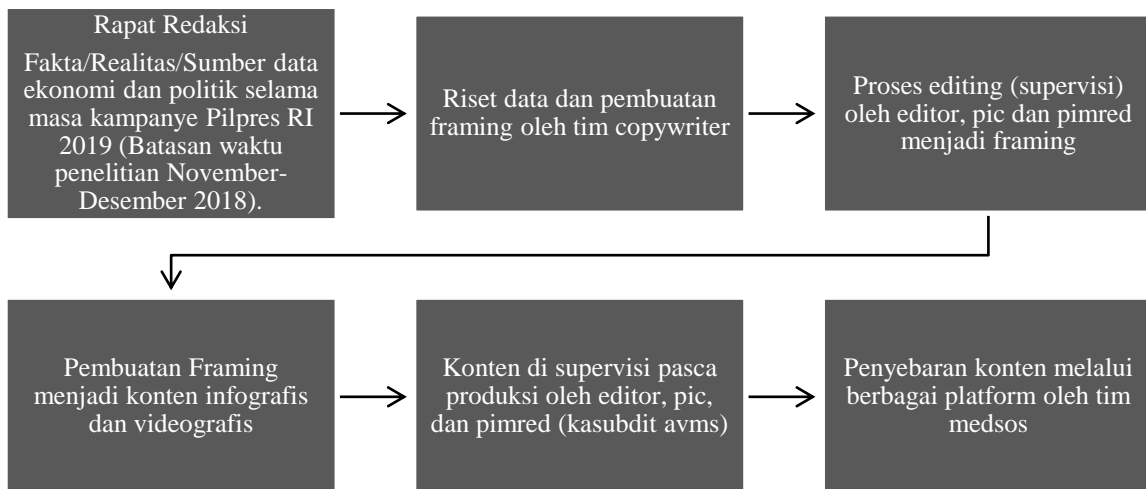 Rapat Redaksi
Fakta/Realitas/Sumber data
ekonomi dan politik selama
masa kampanye Pilpres RI
2019 (Batasan waktu
penelitian November-
Desember 2018).
Riset data dan pembuatan
framing oleh tim copywriter
Proses editing (supervisi)
oleh editor, pic dan pimred
menjadi framing
Pembuatan Framing
menjadi konten infografis
dan videografis
Konten di supervisi pasca
produksi oleh editor, pic,
dan pimred (kasubdit avms)
Penyebaran konten melalui
berbagai platform oleh tim
medsos